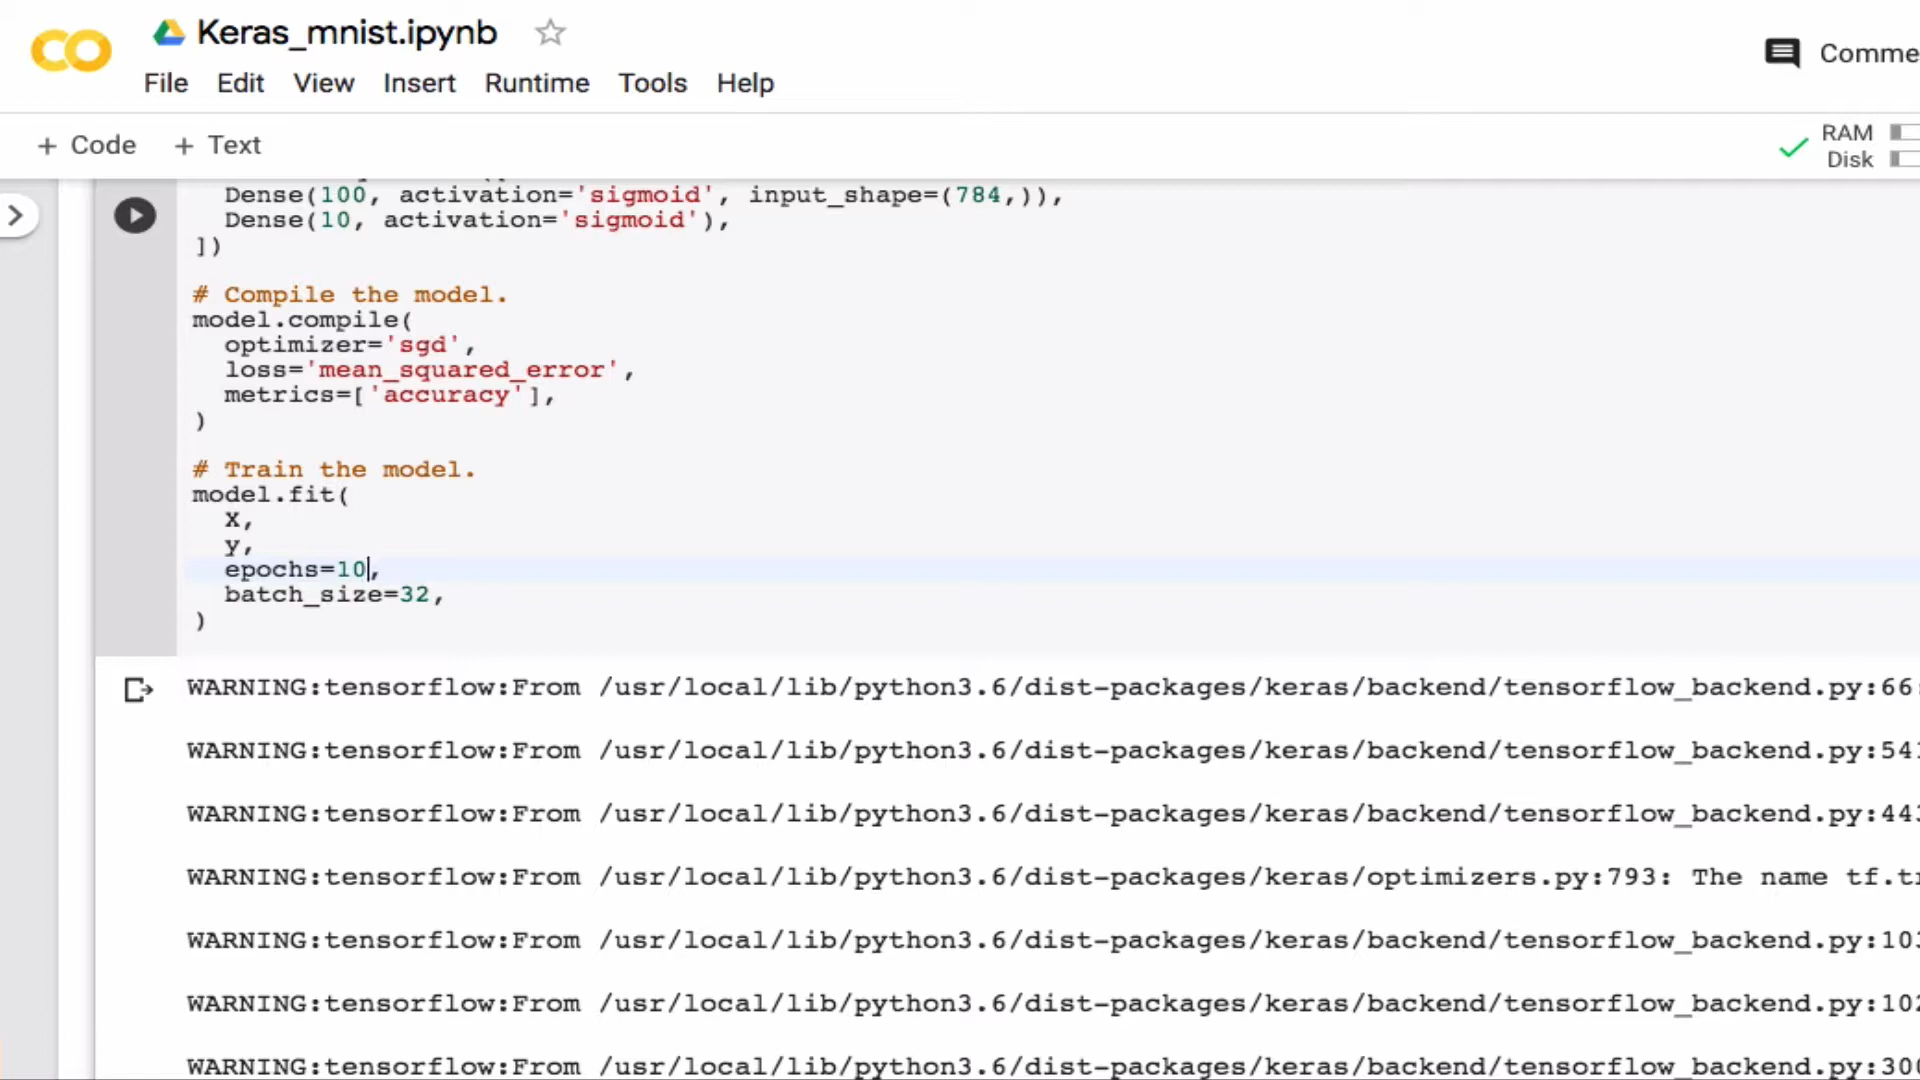 Keras_mnist.ipynb
Comme
File Edit View Insert Runtime Tools Help
+ Code + Text
RAM
Disk
Dense(100, activation='sigmoid', input_shape=(784,)),
Dense(10, activation='sigmoid'),
])
# Compile the model.
model.compile(
optimizer='sgd',
loss='mean_squared_error',
metrics=['accuracy'],
)
# Train the model.
model.fit(
x,
y,
epochs=10,
batch_size=32,
)
WARNING:tensorflow:From /usr/local/lib/python3.6/dist-packages/keras/backend/tensorflow_backend.py:66
WARNING:tensorflow:From /usr/local/lib/python3.6/dist-packages/keras/backend/tensorflow_backend.py:541
WARNING:tensorflow:From /usr/local/lib/python3.6/dist-packages/keras/backend/tensorflow_backend.py:443
WARNING:tensorflow:From /usr/local/lib/python3.6/dist-packages/keras/optimizers.py:793: The name tf.tr
WARNING:tensorflow:From /usr/local/lib/python3.6/dist-packages/keras/backend/tensorflow_backend.py:103
WARNING:tensorflow:From /usr/local/lib/python3.6/dist-packages/keras/backend/tensorflow_backend.py:102
WARNING:tensorflow:From /usr/local/lib/python3.6/dist-packages/keras/backend/tensorflow_backend.py:300